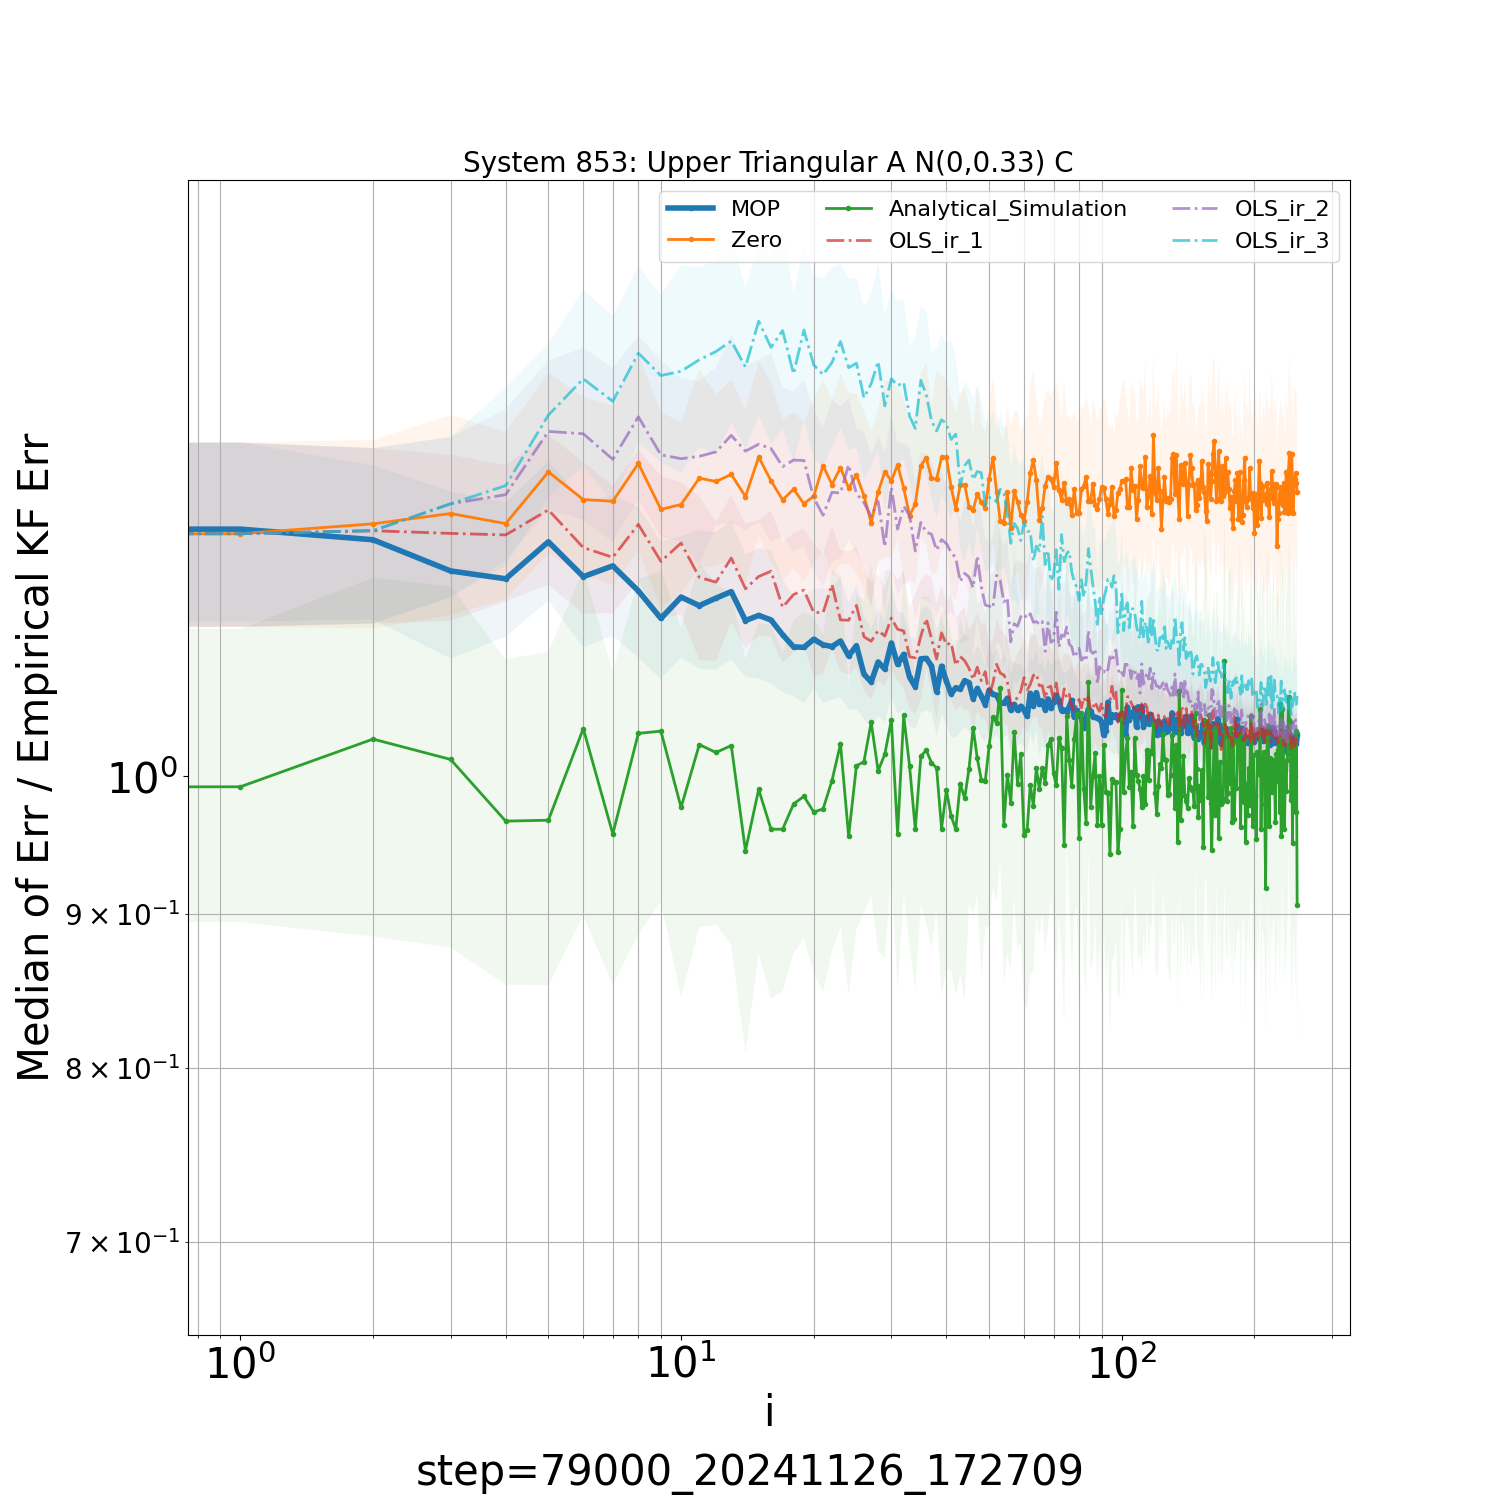 System 853: Upper Triangular A N(0,0.33) C
MOP
Zero
Analytical_Simulation
OLS_ir_1
OLS_ir_2
OLS_ir_3
Median of Err / Empirical KF Err
10⁰
9 × 10⁻¹
8 × 10⁻¹
7 × 10⁻¹
10⁰ 10¹ 10²
i
step=79000_20241126_172709